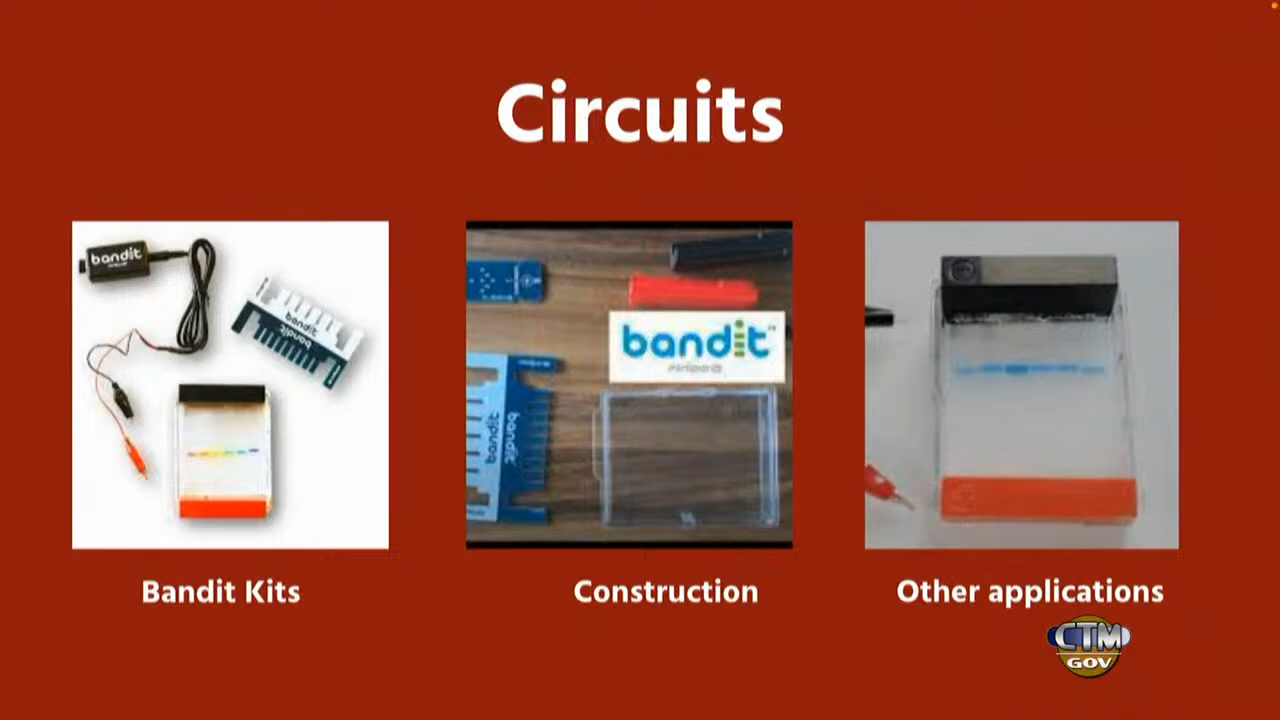 Circuits
bandit
bandit
bandit
bandit
bandit
bandit
Bandit Kits
Construction
Other applications
CTM
GOV